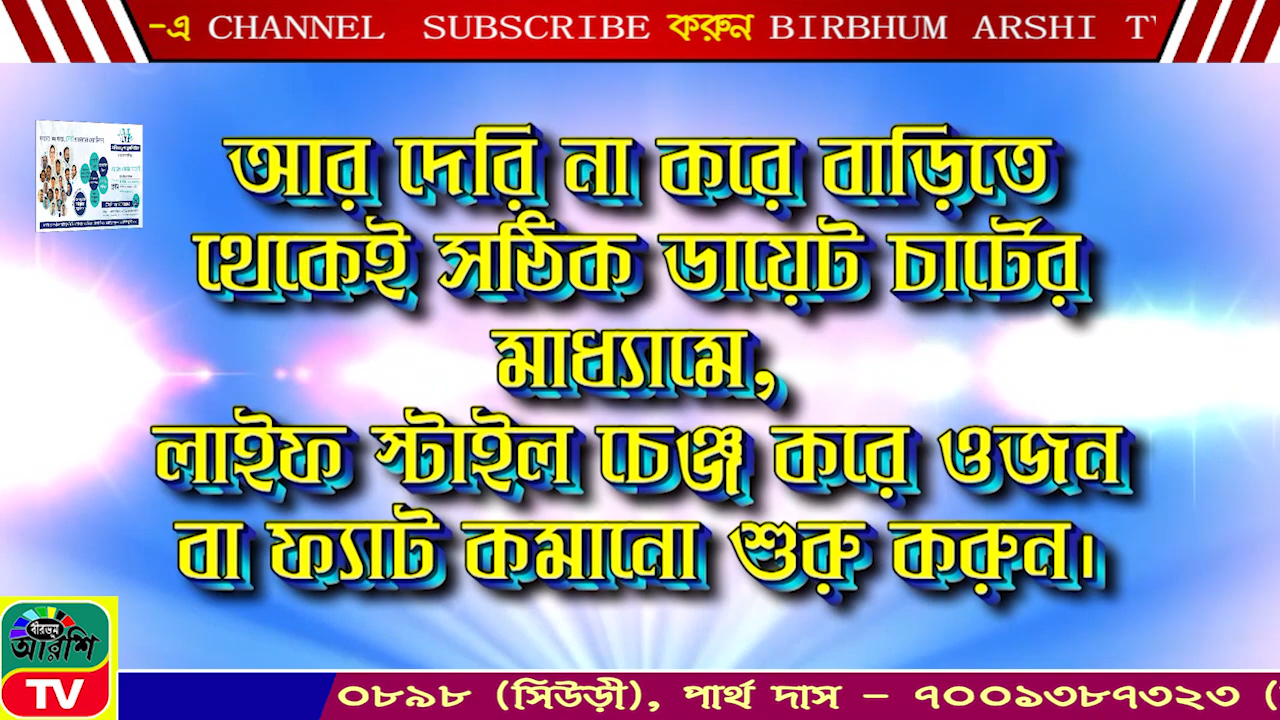 -এ CHANNEL SUBSCRIBE করুন BIRBHUM ARSHI
আর দেরি না করে বাড়িতে
থেকেই সঠিক ডায়েট চার্টের
মাধ্যামে,
লাইফ স্টাইল চেঞ্জ করে ওজন
বা ফ্যাট কমানো শুরু করুন।
বীরভূম
আরশি
TV
০৮৯৮ (সিউড়ী), পার্থ দাস - ৭০০১৩৮৭৩২৩ (